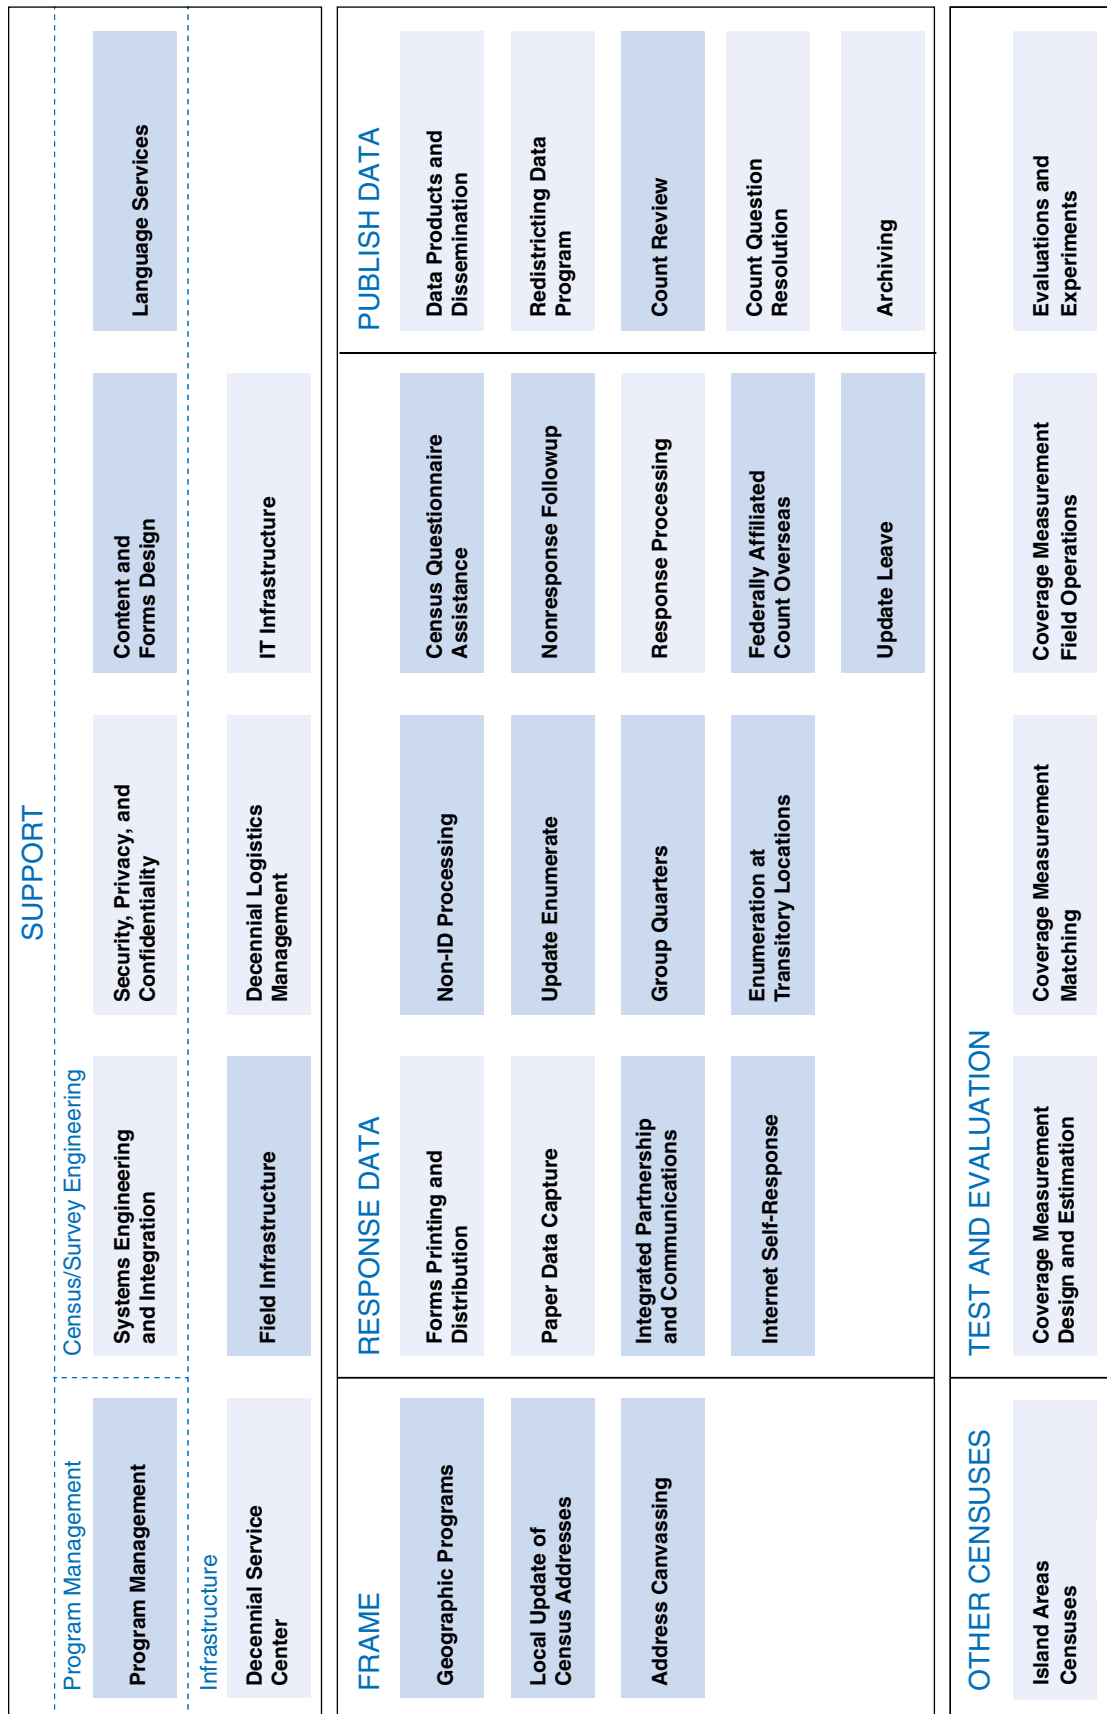 SUPPORT
Program Management
Census/Survey Engineering
Program Management
Systems Engineering
and Integration
Security, Privacy, and
Confidentiality
Content and
Forms Design
Language Services
Infrastructure
Decennial Service
Center
Field Infrastructure
Decennial Logistics
Management
IT Infrastructure
FRAME
Geographic Programs
Local Update of
Census Addresses
Address Canvassing
RESPONSE DATA
Forms Printing and
Distribution
Non-ID Processing
Census Questionnaire
Assistance
Paper Data Capture
Update Enumerate
Nonresponse Followup
Integrated Partnership
and Communications
Group Quarters
Response Processing
Internet Self-Response
Enumeration at
Transitory Locations
Federally Affiliated
Count Overseas
Update Leave
PUBLISH DATA
Data Products and
Dissemination
Redistricting Data
Program
Count Review
Count Question
Resolution
Archiving
OTHER CENSUSES
Island Areas
Censuses
TEST AND EVALUATION
Coverage Measurement
Design and Estimation
Coverage Measurement
Matching
Coverage Measurement
Field Operations
Evaluations and
Experiments